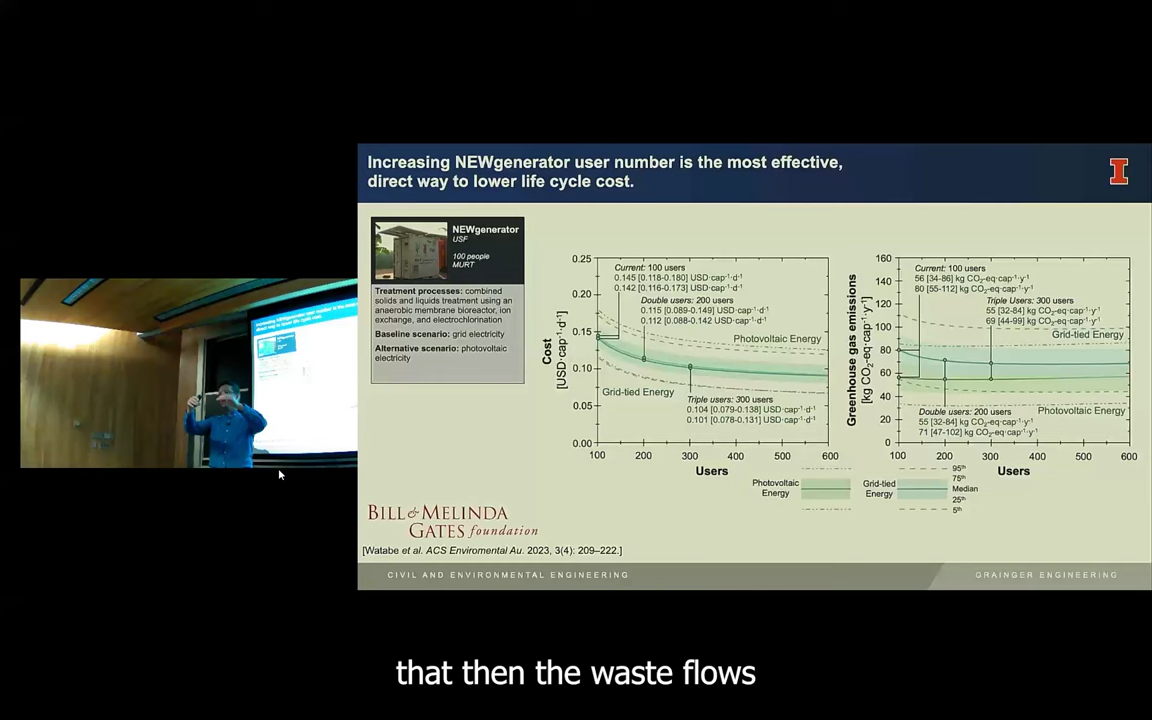 Increasing NEWgenerator user number is the most effective,
direct way to lower life cycle cost.
I
NEWgenerator
USF
100 people
MURT
Treatment processes: combined
solids and liquids treatment using an
anaerobic membrane bioreactor, ion
exchange, and electrochlorination
Baseline scenario: grid electricity
Alternative scenario: photovoltaic
electricity
Cost
[USD·cap⁻¹·d⁻¹]
0.25
0.20
0.15
0.10
0.05
0.00
Current: 100 users
0.145 [0.118-0.180] USD·cap⁻¹·d⁻¹
0.142 [0.116-0.173] USD·cap⁻¹·d⁻¹
Double users: 200 users
0.115 [0.089-0.149] USD·cap⁻¹·d⁻¹
0.112 [0.088-0.142 USD·cap⁻¹·d⁻¹
Photovoltaic Energy
Grid-tied Energy
Triple users: 300 users
0.104 [0.079-0.138] USD·cap⁻¹·d⁻¹
0.101 [0.078-0.131] USD·cap⁻¹·d⁻¹
100 200 300 400 500 600
Users
Greenhouse gas emissions
[kg CO₂-eq·cap⁻¹·y⁻¹]
160
140
120
100
80
60
40
20
0
Current: 100 users
56 [34-86] kg CO₂-eq·cap⁻¹·y⁻¹
80 [55-112] kg CO₂-eq·cap⁻¹·y⁻¹
Triple Users: 300 users
55 [32-84] kg CO₂-eq·cap⁻¹·y⁻¹
69 [44-99] kg CO₂-eq·cap⁻¹·y⁻¹
Grid-tied
Energy
Photovoltaic
Energy
Double users: 200 users
55 [32-84] kg CO₂-eq·cap⁻¹·y⁻¹
71 [47-102] kg CO₂-eq·cap⁻¹·y⁻¹
100 200 300 400 500 600
Users
Photovoltaic
Energy
Grid-tied
Energy
95th
75th
Median
25th
5th
BILL & MELINDA
GATES foundation
[Watabe et al. ACS Enviromental Au. 2023, 3(4): 209–222.]
CIVIL AND ENVIRONMENTAL ENGINEERING
GRAINGER ENGINEERING
that then the waste flows